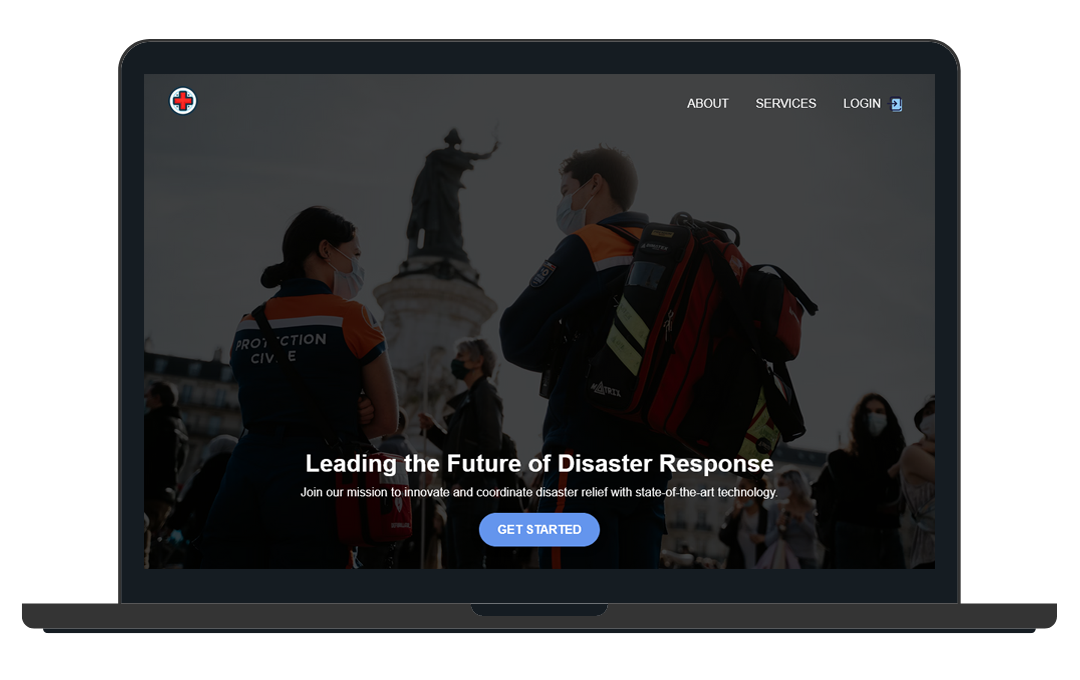 ABOUT SERVICES LOGIN
PROTECTION
CIVILE
MATRIX
Leading the Future of Disaster Response
Join our mission to innovate and coordinate disaster relief with state-of-the-art technology.
GET STARTED